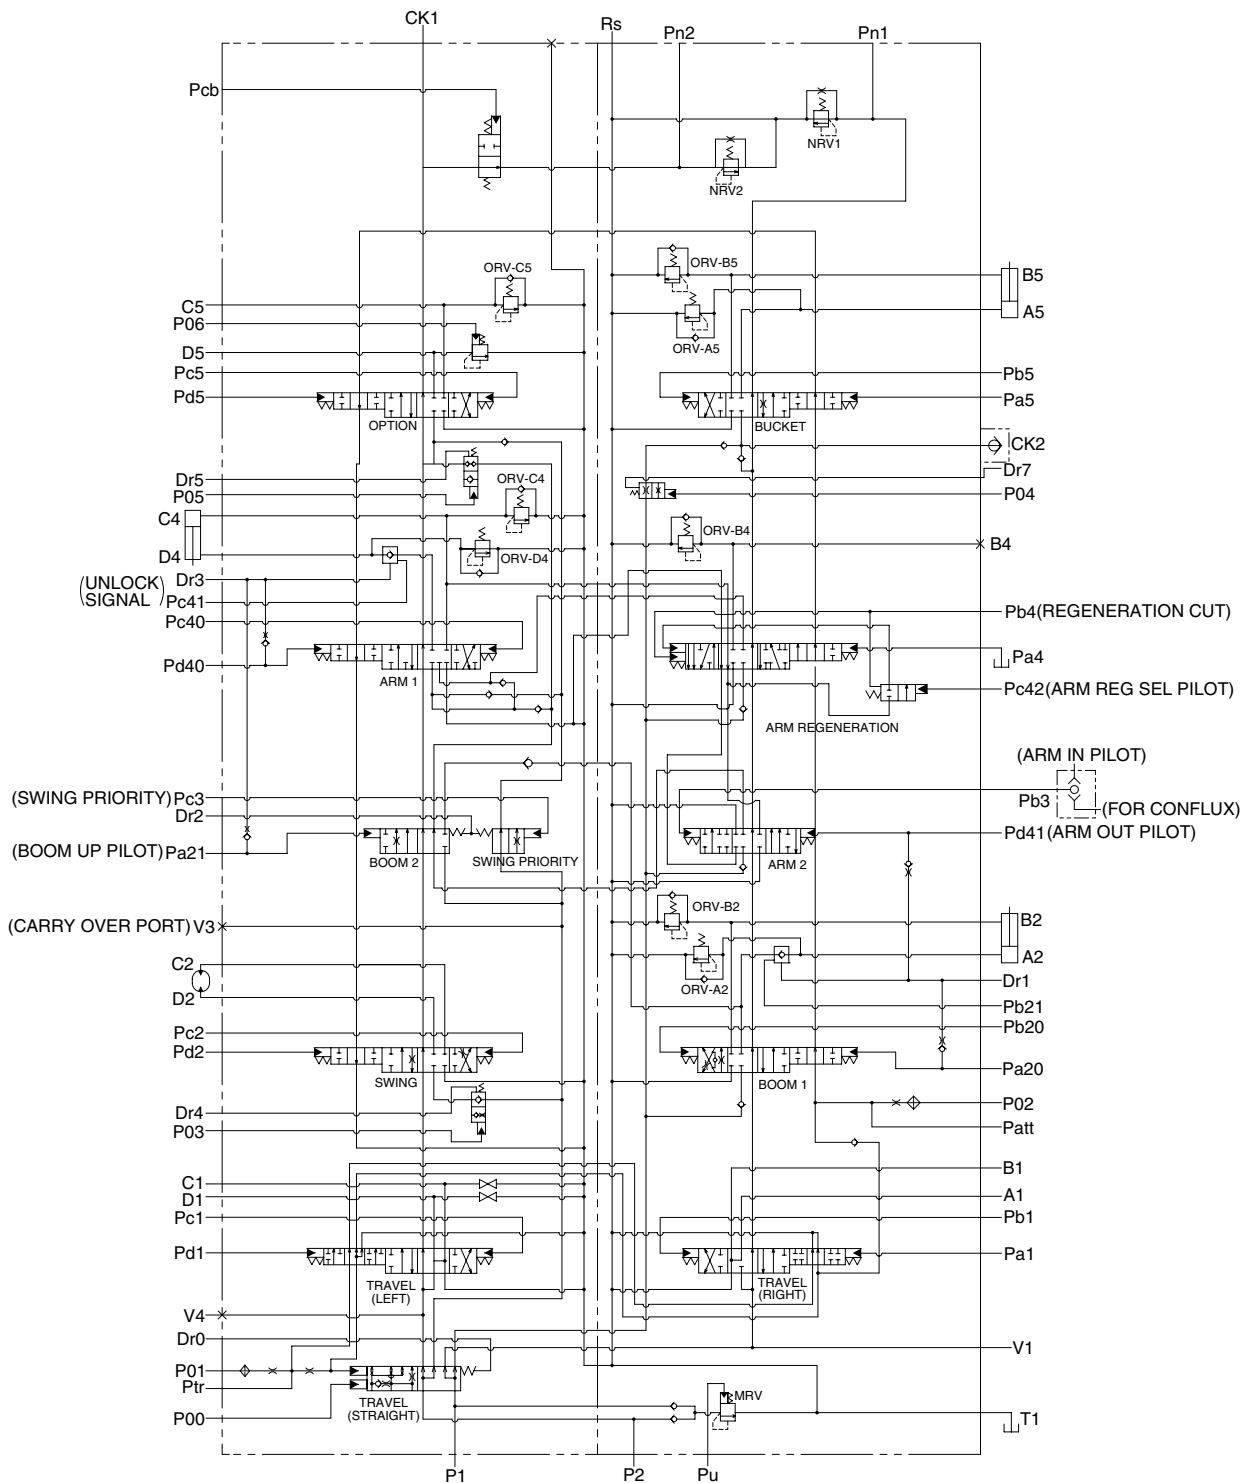 CK1
Rs
Pn2
Pn1
Pcb
NRV1
NRV2
ORV-C5
ORV-B5
B5
C5
A5
P06
ORV-A5
D5
Pc5
Pb5
Pd5
Pa5
OPTION
BUCKET
CK2
Dr7
Dr5
ORV-C4
P05
P04
C4
ORV-B4
B4
D4
ORV-D4
(UNLOCK SIGNAL)
Dr3
Pc41
Pc40
Pb4(REGENERATION CUT)
Pd40
Pa4
ARM 1
Pc42(ARM REG SEL PILOT)
ARM REGENERATION
(ARM IN PILOT)
(SWING PRIORITY)Pc3
Pb3
(FOR CONFLUX)
Dr2
Pd41(ARM OUT PILOT)
(BOOM UP PILOT)Pa21
BOOM 2
SWING PRIORITY
ARM 2
ORV-B2
B2
(CARRY OVER PORT)V3
C2
A2
ORV-A2
Dr1
D2
Pb21
Pc2
Pb20
Pd2
Pa20
SWING
BOOM 1
Dr4
P02
P03
Patt
B1
C1
D1
A1
Pc1
Pb1
Pd1
Pa1
TRAVEL
(LEFT)
TRAVEL
(RIGHT)
V4
Dr0
V1
P01
Ptr
MRV
TRAVEL
(STRAIGHT)
P00
T1
P1
P2
Pu